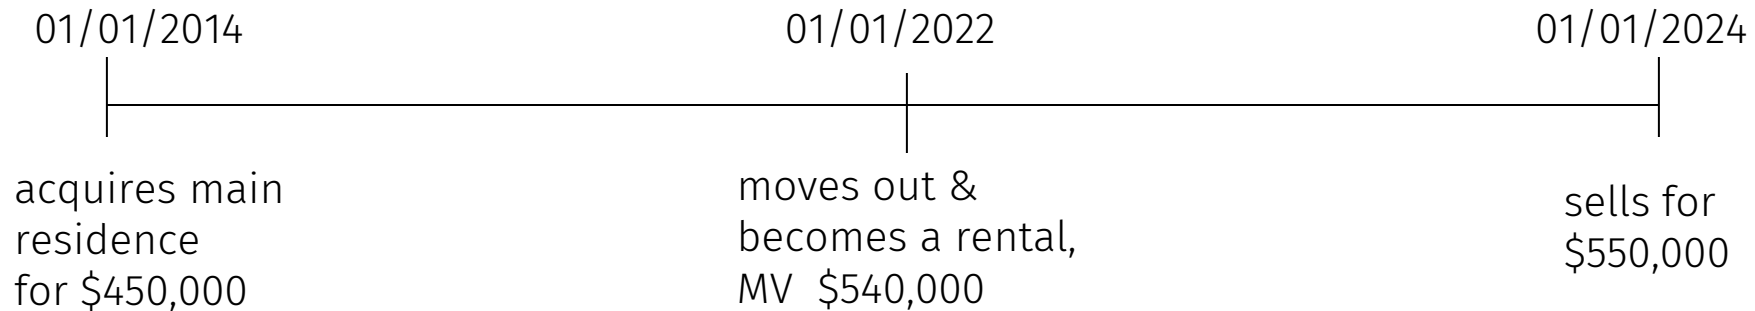 01/01/2014
01/01/2022
01/01/2024
acquires main
residence
for $450,000
moves out &
becomes a rental,
MV $540,000
sells for
$550,000